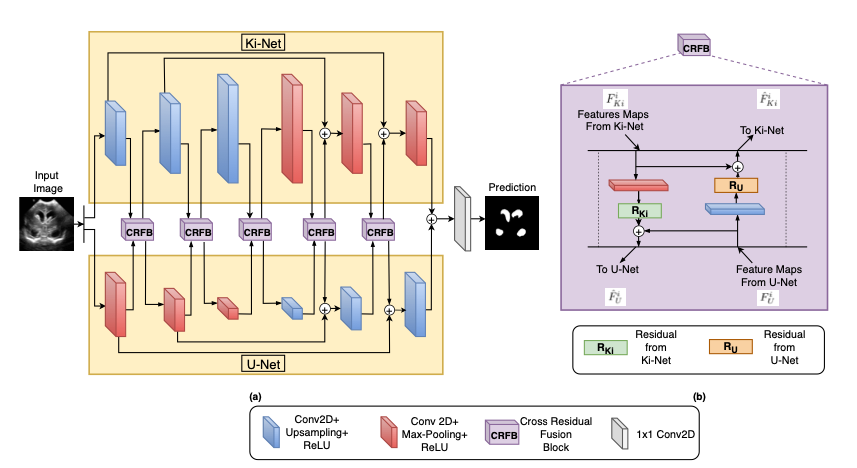 Ki-Net
CRFB
Input
Image
Prediction
CRFB
CRFB
CRFB
CRFB
CRFB
U-Net
F^i_{Ki}
F̂^i_{Ki}
Features Maps
From Ki-Net
To Ki-Net
R_U
R_{Ki}
To U-Net
Feature Maps
From U-Net
F̂^i_U
F^i_U
R_{Ki}
Residual
from
Ki-Net
R_U
Residual
from
U-Net
(a)
(b)
Conv2D+
Upsampling+
ReLU
Conv 2D+
Max-Pooling+
ReLU
CRFB
Cross Residual
Fusion
Block
1x1 Conv2D